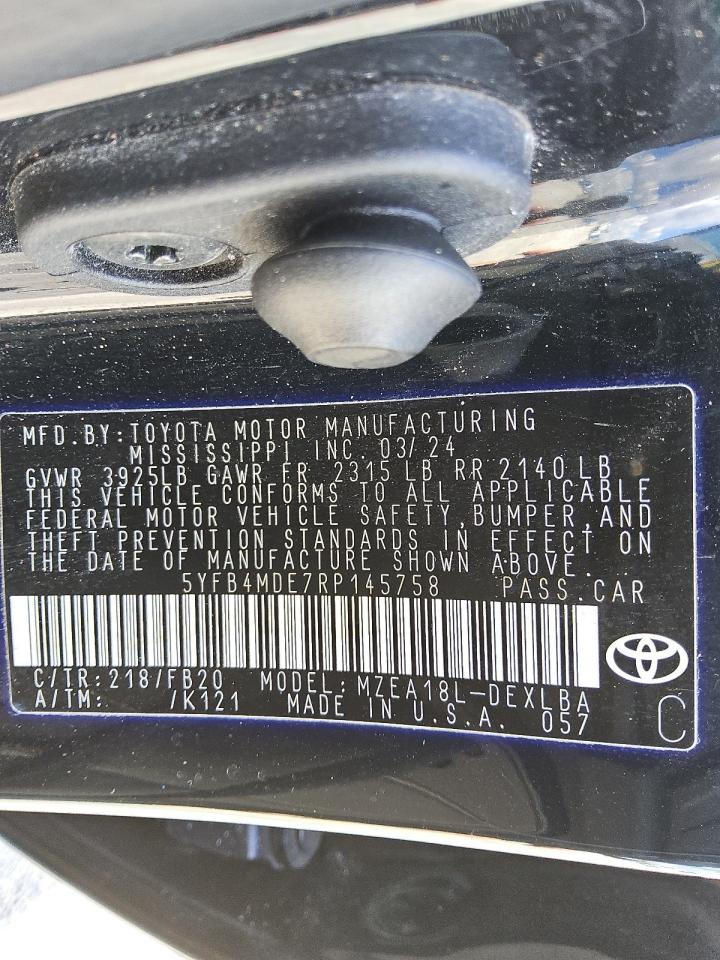 MFD.BY:TOYOTA MOTOR MANUFACTURING
MISSISSIPPI INC. 03/24
GVWR 3925LB GAWR FR 2315 LB RR 2140 LB
THIS VEHICLE CONFORMS TO ALL APPLICABLE
FEDERAL MOTOR VEHICLE SAFETY,BUMPER,AND
THEFT PREVENTION STANDARDS IN EFFECT ON
THE DATE OF MANUFACTURE SHOWN ABOVE.
5YFB4MDE7RP145758 PASS.CAR
C/TR:218/FB20 MODEL:MZEA18L-DEXLBA
A/TM: /K121 MADE IN U.S.A. 057
C